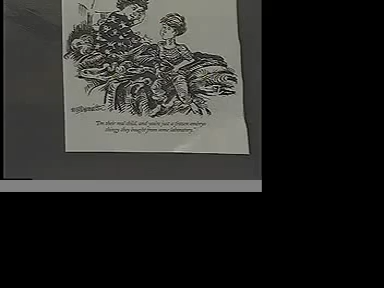 "I'm their real child, and you're just a frozen embryo
thingy they bought from some laboratory."